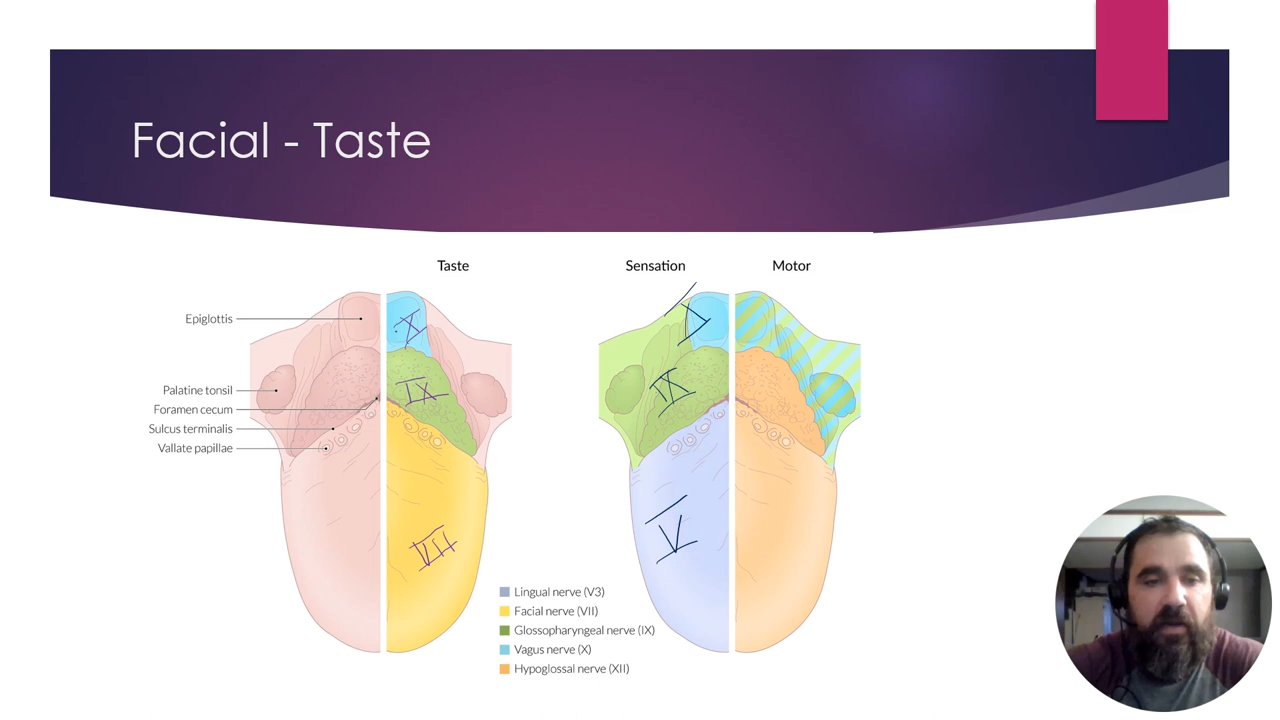 Facial - Taste
Taste
Sensation
Motor
Epiglottis
Palatine tonsil
Foramen cecum
Sulcus terminalis
Vallate papillae
X
IX
VII
IX
V
Lingual nerve (V3)
Facial nerve (VII)
Glossopharyngeal nerve (IX)
Vagus nerve (X)
Hypoglossal nerve (XII)